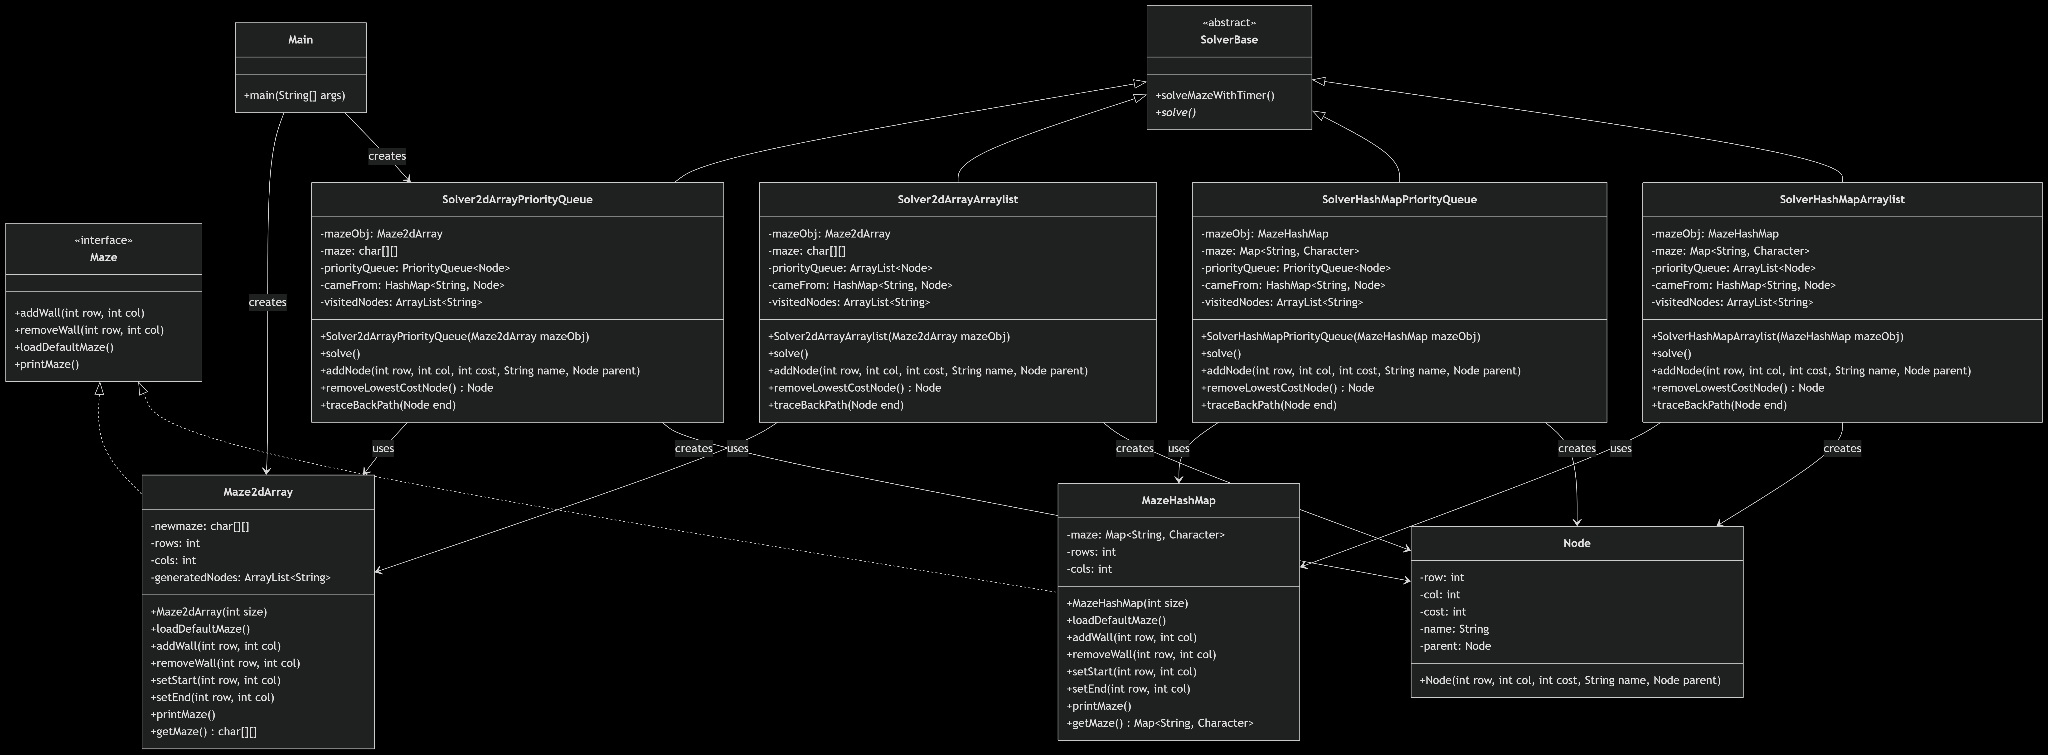 Main
+main(String[] args)
«abstract»
SolverBase
+solveMazeWithTimer()
+solve()
creates
Solver2dArrayPriorityQueue
-mazeObj: Maze2dArray
-maze: char[][]
-priorityQueue: PriorityQueue<Node>
-cameFrom: HashMap<String, Node>
-visitedNodes: ArrayList<String>
+Solver2dArrayPriorityQueue(Maze2dArray mazeObj)
+solve()
+addNode(int row, int col, int cost, String name, Node parent)
+removeLowestCostNode() : Node
+traceBackPath(Node end)
Solver2dArrayArraylist
-mazeObj: Maze2dArray
-maze: char[][]
-priorityQueue: ArrayList<Node>
-cameFrom: HashMap<String, Node>
-visitedNodes: ArrayList<String>
+Solver2dArrayArraylist(Maze2dArray mazeObj)
+solve()
+addNode(int row, int col, int cost, String name, Node parent)
+removeLowestCostNode() : Node
+traceBackPath(Node end)
SolverHashMapPriorityQueue
-mazeObj: MazeHashMap
-maze: Map<String, Character>
-priorityQueue: PriorityQueue<Node>
-cameFrom: HashMap<String, Node>
-visitedNodes: ArrayList<String>
+SolverHashMapPriorityQueue(MazeHashMap mazeObj)
+solve()
+addNode(int row, int col, int cost, String name, Node parent)
+removeLowestCostNode() : Node
+traceBackPath(Node end)
SolverHashMapArraylist
-mazeObj: MazeHashMap
-maze: Map<String, Character>
-priorityQueue: ArrayList<Node>
-cameFrom: HashMap<String, Node>
-visitedNodes: ArrayList<String>
+SolverHashMapArraylist(MazeHashMap mazeObj)
+solve()
+addNode(int row, int col, int cost, String name, Node parent)
+removeLowestCostNode() : Node
+traceBackPath(Node end)
«interface»
Maze
+addWall(int row, int col)
+removeWall(int row, int col)
+loadDefaultMaze()
+printMaze()
creates
uses
creates
uses
creates
uses
creates
uses
creates
Maze2dArray
-newmaze: char[][]
-rows: int
-cols: int
-generatedNodes: ArrayList<String>
+Maze2dArray(int size)
+loadDefaultMaze()
+addWall(int row, int col)
+removeWall(int row, int col)
+setStart(int row, int col)
+setEnd(int row, int col)
+printMaze()
+getMaze() : char[][]
MazeHashMap
-maze: Map<String, Character>
-rows: int
-cols: int
+MazeHashMap(int size)
+loadDefaultMaze()
+addWall(int row, int col)
+removeWall(int row, int col)
+setStart(int row, int col)
+setEnd(int row, int col)
+printMaze()
+getMaze() : Map<String, Character>
Node
-row: int
-col: int
-cost: int
-name: String
-parent: Node
+Node(int row, int col, int cost, String name, Node parent)